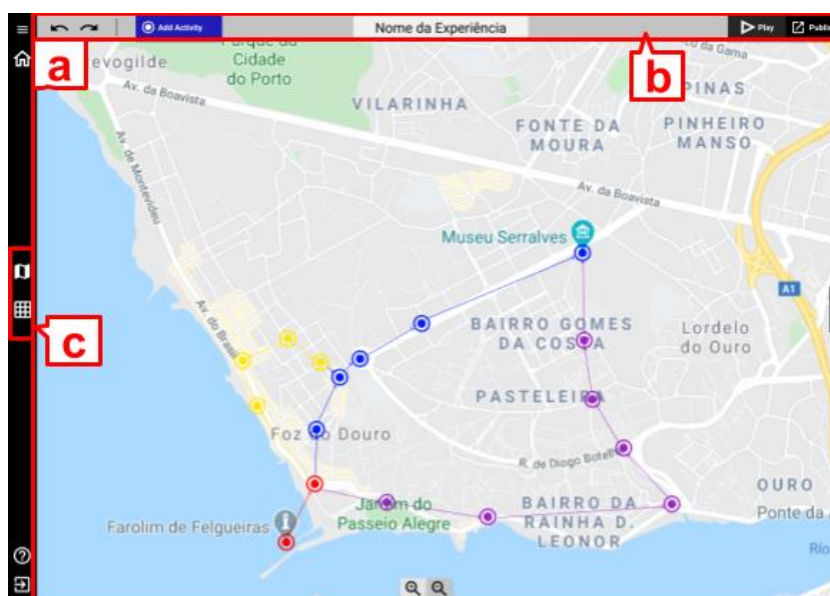 Add Activity
Nome da Experiência
Play
Public
a
b
c
evogilde
Parque da
Cidade
do Porto
Av. da Boavista
VILARINHA
da Gama
PINAS
FONTE DA
MOURA
PINHEIRO
MANSO
Av. de Montevideu
Av. da Boavista
Museu Serralves
A1
Av. do Brasil
BAIRRO GOMES
DA COSTA
Lordelo
do Ouro
PASTELEIRA
Foz do Douro
R. de Diogo Botelho
OURO
Jardim do
Passeio Alegre
BAIRRO DA
RAINHA D.
LEONOR
Ponte da
Farolim de Felgueiras
Rio